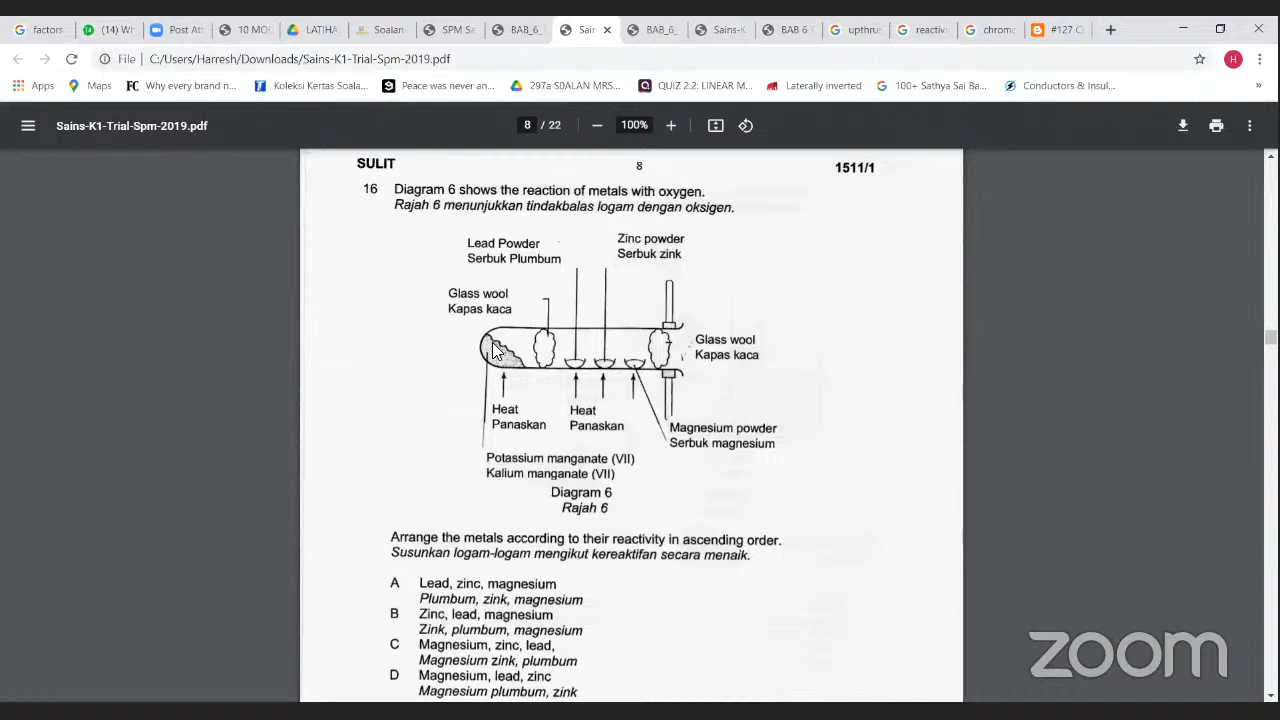 factors
(14) Wh
Post Att
10 MO
LATIHA
Soalan-
SPM Sa
BAB_6_
Sain
BAB_6_
Sains-K
BAB 6 T
upthrus
reactivi
chromo
#127 C
File
C:/Users/Harresh/Downloads/Sains-K1-Trial-Spm-2019.pdf
H
Apps
Maps
FC Why every brand n...
Koleksi Kertas Soala...
Peace was never an...
297a S0ALAN MRS...
QUIZ 2.2: LINEAR M...
Laterally inverted
100+ Sathya Sai Ba...
Conductors & Insul...
»
Sains-K1-Trial-Spm-2019.pdf
8 / 22
100%
SULIT
8
1511/1
16 Diagram 6 shows the reaction of metals with oxygen.
Rajah 6 menunjukkan tindakbalas logam dengan oksigen.
Lead Powder
Serbuk Plumbum
Zinc powder
Serbuk zink
Glass wool
Kapas kaca
Glass wool
Kapas kaca
Heat
Panaskan
Heat
Panaskan
Magnesium powder
Serbuk magnesium
Potassium manganate (VII)
Kalium manganate (VII)
Diagram 6
Rajah 6
Arrange the metals according to their reactivity in ascending order.
Susunkan logam-logam mengikut kereaktifan secara menaik.
A Lead, zinc, magnesium
Plumbum, zink, magnesium
B Zinc, lead, magnesium
Zink, plumbum, magnesium
C Magnesium, zinc, lead,
Magnesium zink, plumbum
D Magnesium, lead, zinc
Magnesium plumbum, zink
zoom